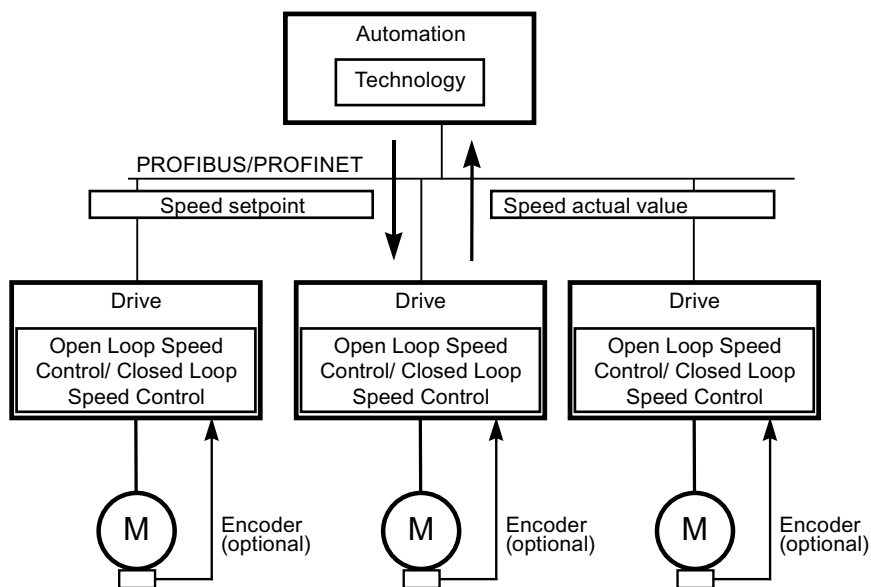 Automation
Technology
PROFIBUS/PROFINET
Speed setpoint
Speed actual value
Drive
Open Loop Speed
Control/ Closed Loop
Speed Control
Drive
Open Loop Speed
Control/ Closed Loop
Speed Control
Drive
Open Loop Speed
Control/ Closed Loop
Speed Control
M
Encoder
(optional)
M
Encoder
(optional)
M
Encoder
(optional)